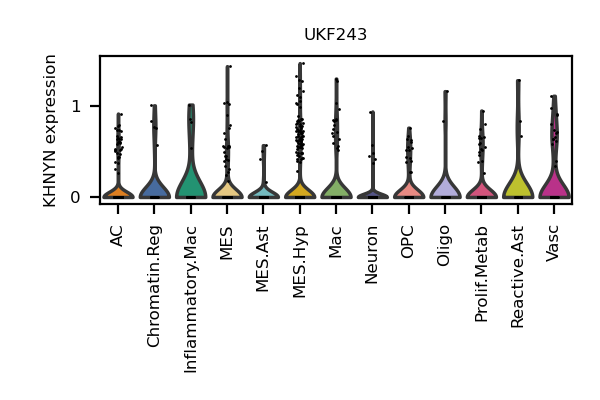 UKF243
KHNYN expression
1
0
AC
Chromatin.Reg
Inflammatory.Mac
MES
MES.Ast
MES.Hyp
Mac
Neuron
OPC
Oligo
Prolif.Metab
Reactive.Ast
Vasc